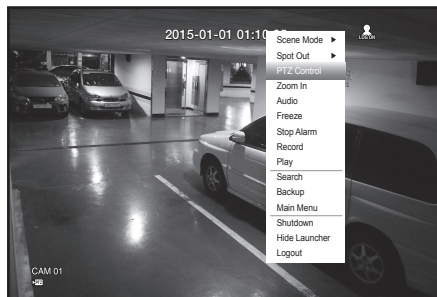 2015-01-01 01:10
LOG ON
Scene Mode
Spot Out
PTZ Control
Zoom In
Audio
Freeze
Stop Alarm
Record
Play
Search
Backup
Main Menu
Shutdown
Hide Launcher
Logout
CAM 01